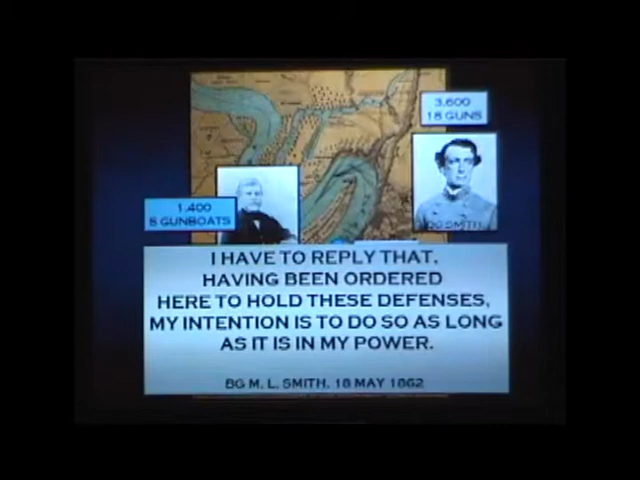 3,600
18 GUNS
BG SMITH
1,400
8 GUNBOATS
I HAVE TO REPLY THAT,
HAVING BEEN ORDERED
HERE TO HOLD THESE DEFENSES,
MY INTENTION IS TO DO SO AS LONG
AS IT IS IN MY POWER.
BG M. L. SMITH, 18 MAY 1862